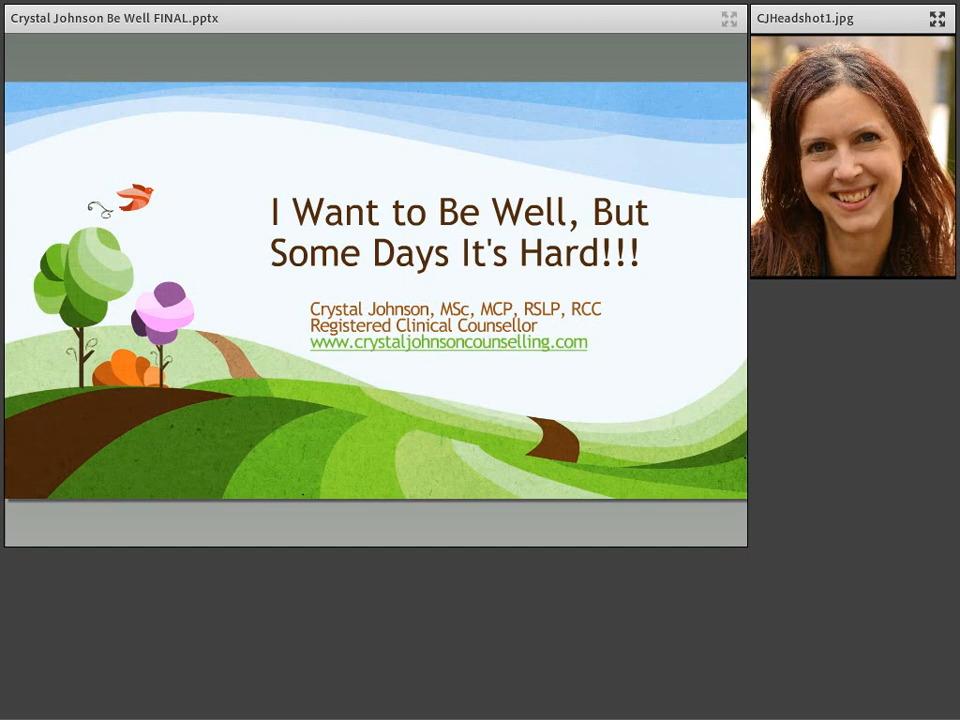 Crystal Johnson Be Well FINAL.pptx
CJHeadshot1.jpg
I Want to Be Well, But
Some Days It's Hard!!!
Crystal Johnson, MSc, MCP, RSLP, RCC
Registered Clinical Counsellor
www.crystaljohnsoncounselling.com